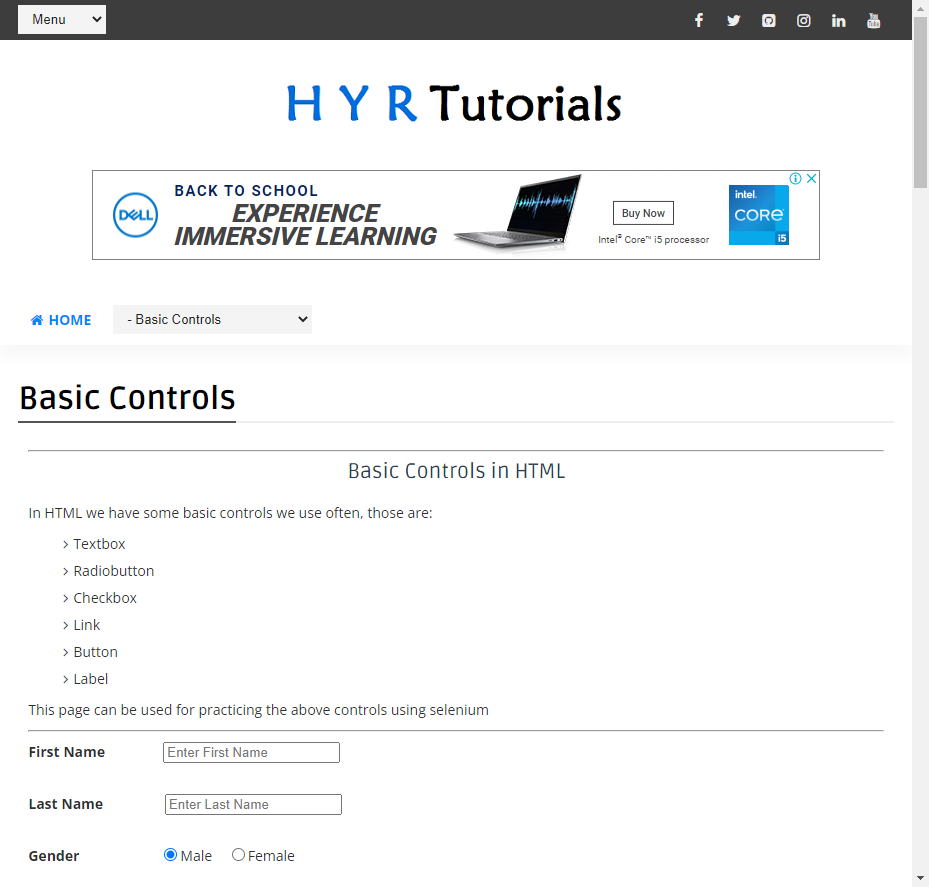 Menu
H Y R Tutorials
BACK TO SCHOOL
EXPERIENCE
IMMERSIVE LEARNING
DELL
Buy Now
Intel® Core™ i5 processor
intel.
CORE
i5
HOME
- Basic Controls
Basic Controls
Basic Controls in HTML
In HTML we have some basic controls we use often, those are:
Textbox
Radiobutton
Checkbox
Link
Button
Label
This page can be used for practicing the above controls using selenium
First Name Enter First Name
Last Name Enter Last Name
Gender Male Female